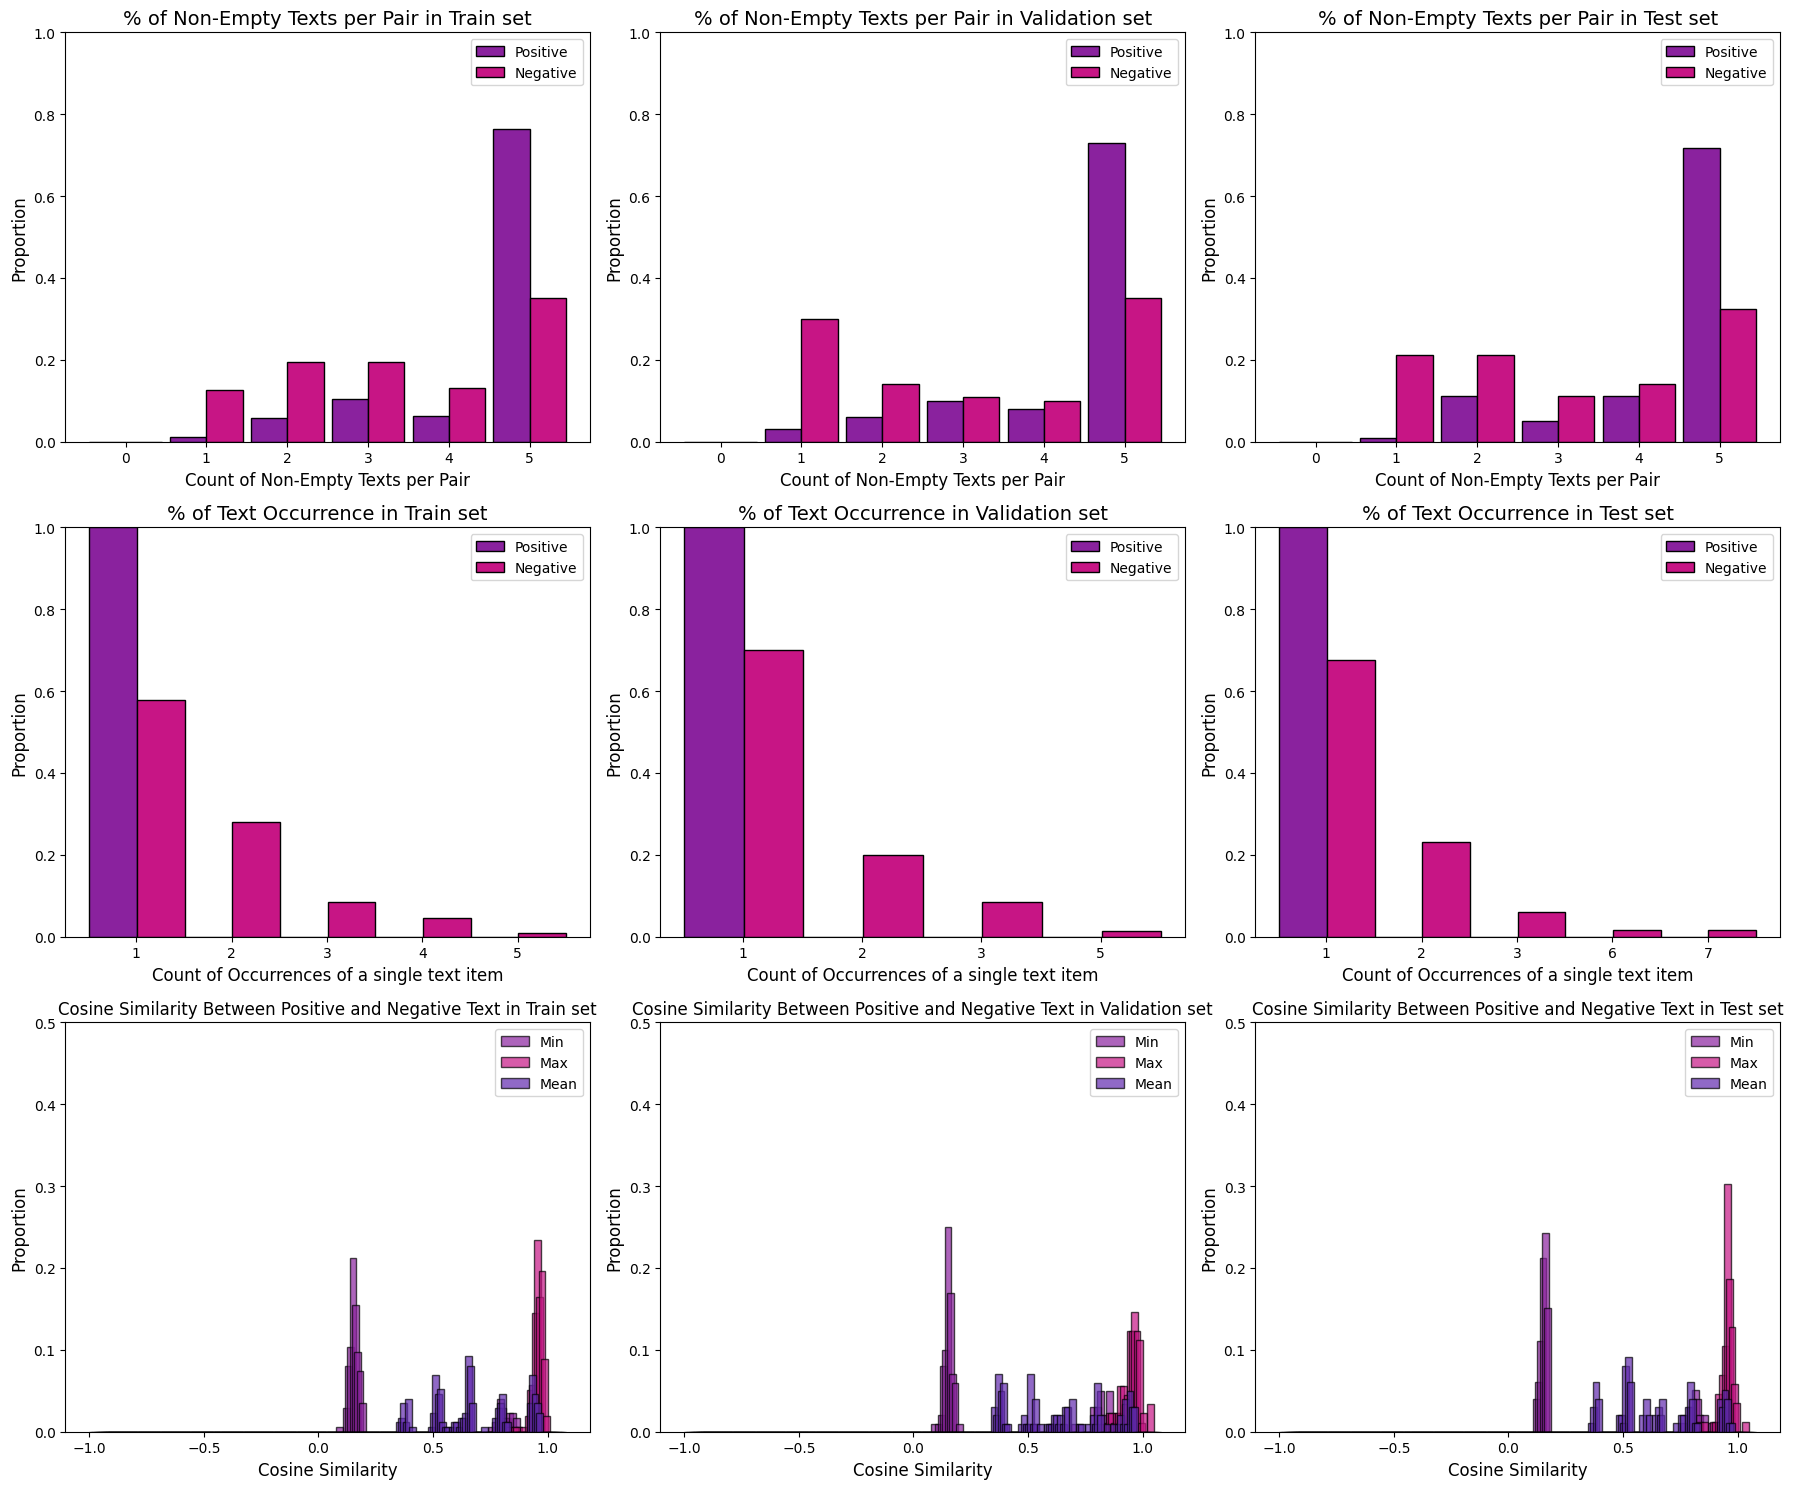 % of Non-Empty Texts per Pair in Train set
1.0
0.8
0.6
0.4
0.2
0.0
Proportion
Positive
Negative
0 1 2 3 4 5
Count of Non-Empty Texts per Pair
% of Non-Empty Texts per Pair in Validation set
1.0
0.8
0.6
0.4
0.2
0.0
Proportion
Positive
Negative
0 1 2 3 4 5
Count of Non-Empty Texts per Pair
% of Non-Empty Texts per Pair in Test set
1.0
0.8
0.6
0.4
0.2
0.0
Proportion
Positive
Negative
0 1 2 3 4 5
Count of Non-Empty Texts per Pair
% of Text Occurrence in Train set
1.0
0.8
0.6
0.4
0.2
0.0
Proportion
Positive
Negative
1 2 3 4 5
Count of Occurrences of a single text item
% of Text Occurrence in Validation set
1.0
0.8
0.6
0.4
0.2
0.0
Proportion
Positive
Negative
1 2 3 5
Count of Occurrences of a single text item
% of Text Occurrence in Test set
1.0
0.8
0.6
0.4
0.2
0.0
Proportion
Positive
Negative
1 2 3 6 7
Count of Occurrences of a single text item
Cosine Similarity Between Positive and Negative Text in Train set
0.5
0.4
0.3
0.2
0.1
0.0
Proportion
Min
Max
Mean
−1.0 −0.5 0.0 0.5 1.0
Cosine Similarity
Cosine Similarity Between Positive and Negative Text in Validation set
0.5
0.4
0.3
0.2
0.1
0.0
Proportion
Min
Max
Mean
−1.0 −0.5 0.0 0.5 1.0
Cosine Similarity
Cosine Similarity Between Positive and Negative Text in Test set
0.5
0.4
0.3
0.2
0.1
0.0
Proportion
Min
Max
Mean
−1.0 −0.5 0.0 0.5 1.0
Cosine Similarity